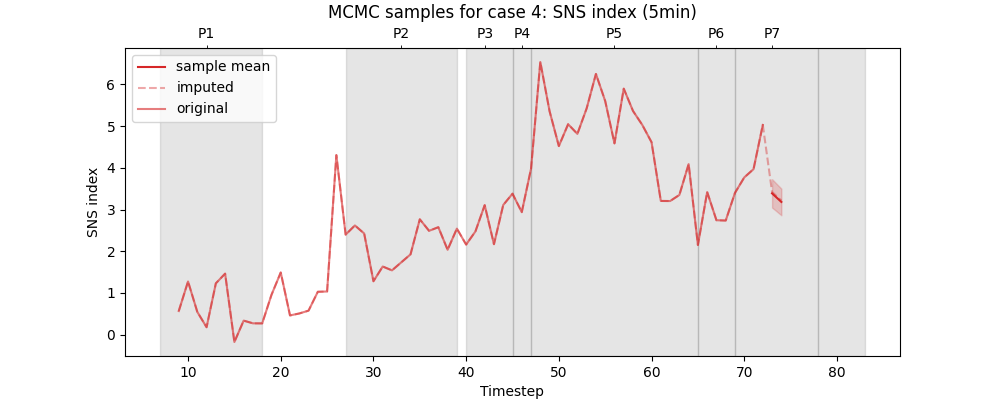 MCMC samples for case 4: SNS index (5min)
P1 P2 P3 P4 P5 P6 P7
sample mean
imputed
original
SNS index
6
5
4
3
2
1
0
10 20 30 40 50 60 70 80
Timestep